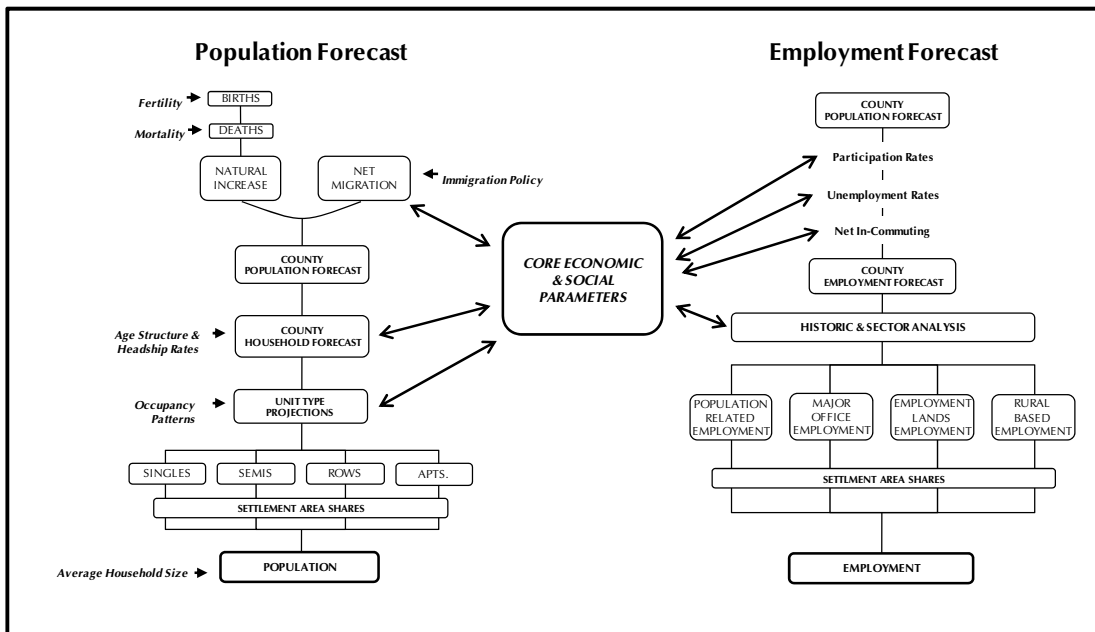 Population Forecast
Fertility
BIRTHS
Mortality
DEATHS
NATURAL
INCREASE
NET
MIGRATION
Immigration Policy
COUNTY
POPULATION FORECAST
Age Structure &
Headship Rates
COUNTY
HOUSEHOLD FORECAST
Occupancy
Patterns
UNIT TYPE
PROJECTIONS
SINGLES
SEMIS
ROWS
APTS.
SETTLEMENT AREA SHARES
Average Household Size
POPULATION
CORE ECONOMIC
& SOCIAL
PARAMETERS
Employment Forecast
COUNTY
POPULATION FORECAST
Participation Rates
Unemployment Rates
Net In-Commuting
COUNTY
EMPLOYMENT FORECAST
HISTORIC & SECTOR ANALYSIS
POPULATION
RELATED
EMPLOYMENT
MAJOR
OFFICE
EMPLOYMENT
EMPLOYMENT
LANDS
EMPLOYMENT
RURAL
BASED
EMPLOYMENT
SETTLMENT AREA SHARES
EMPLOYMENT